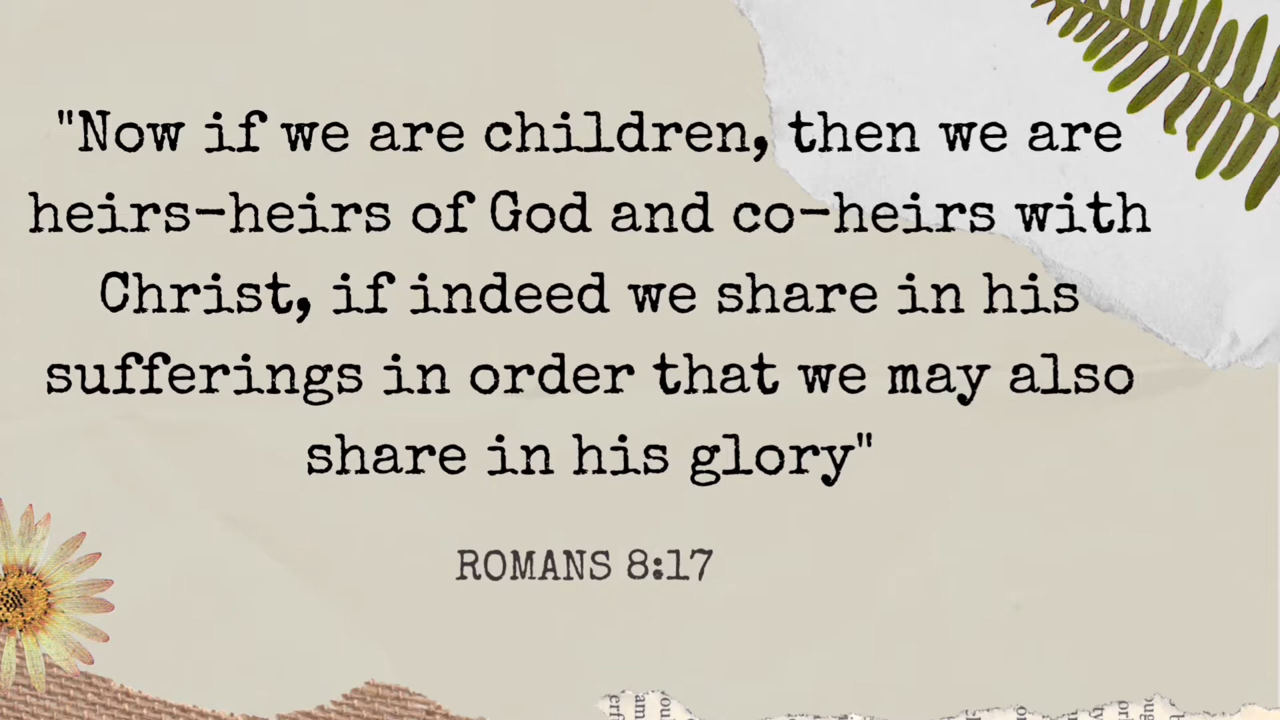 "Now if we are children, then we are
heirs-heirs of God and co-heirs with
Christ, if indeed we share in his
sufferings in order that we may also
share in his glory"
ROMANS 8:17